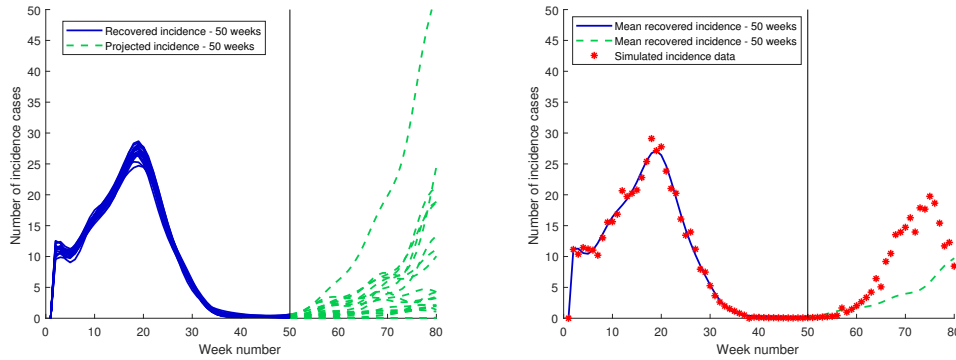 50
45
40
35
30
25
20
15
10
5
0
Number of incidence cases
Recovered incidence - 50 weeks
Projected incidence - 50 weeks
0 10 20 30 40 50 60 70 80
Week number
50
45
40
35
30
25
20
15
10
5
0
Number of incidence cases
Mean recovered incidence - 50 weeks
Mean recovered incidence - 50 weeks
Simulated incidence data
0 10 20 30 40 50 60 70 80
Week number